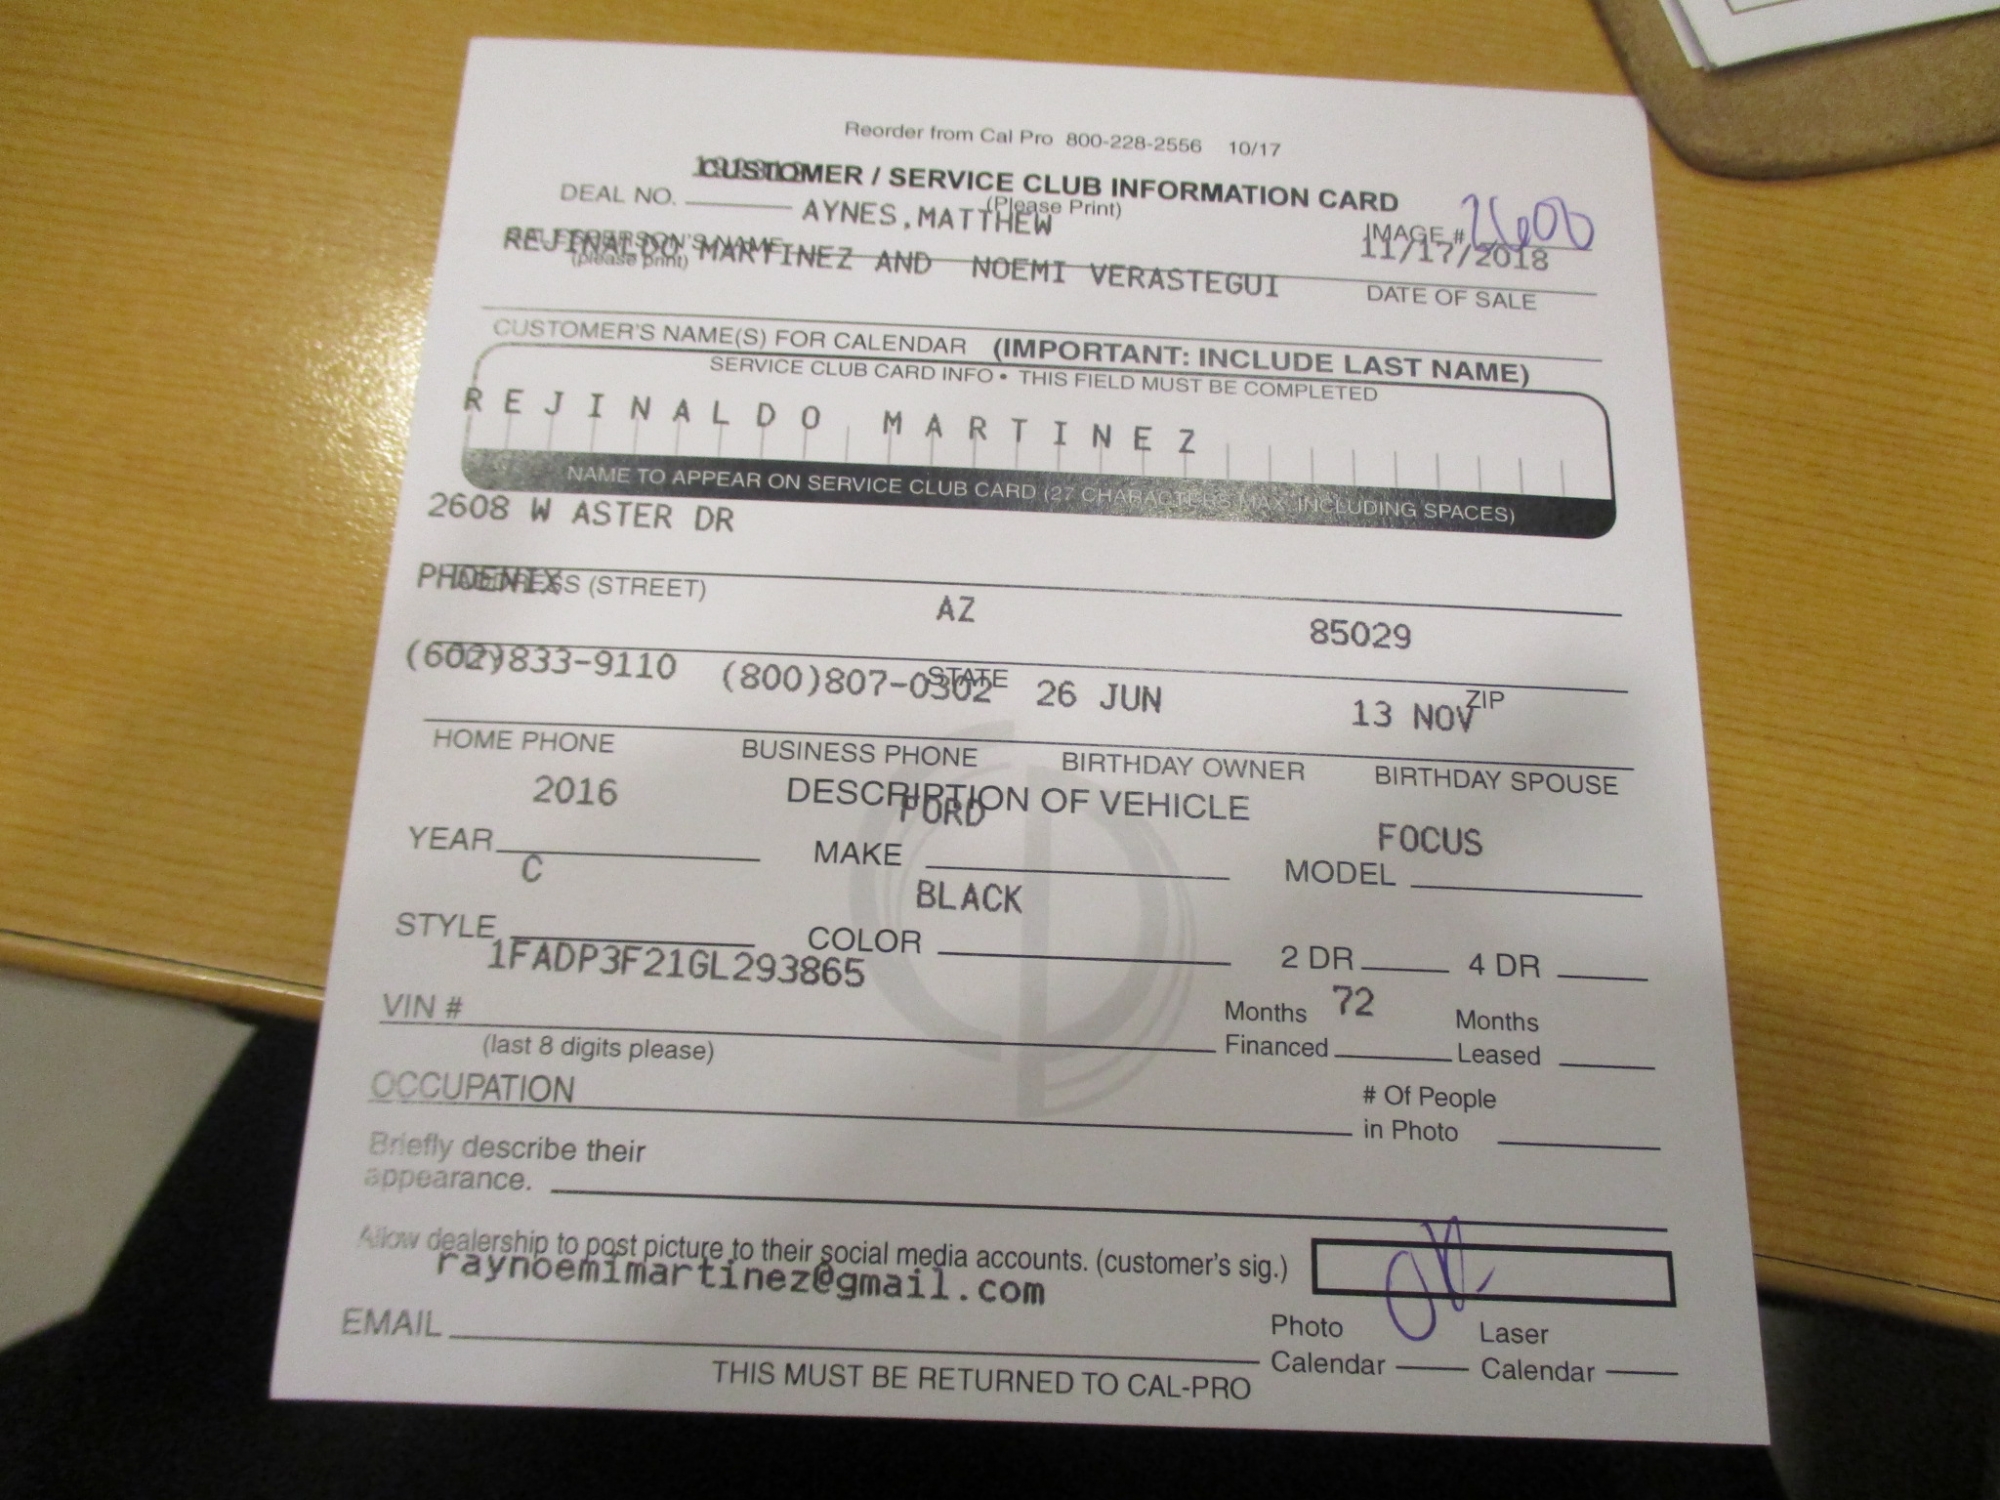 Reorder from Cal Pro 800-228-2556 10/17
CUSTOMER / SERVICE CLUB INFORMATION CARD
(Please Print)
DEAL NO.
AYNES,MATTHEW
IMAGE # 2600
SALESPERSON'S NAME
(please print)
REJINALDO MARTINEZ AND NOEMI VERASTEGUI
11/17/2018
DATE OF SALE
CUSTOMER'S NAME(S) FOR CALENDAR (IMPORTANT: INCLUDE LAST NAME)
SERVICE CLUB CARD INFO • THIS FIELD MUST BE COMPLETED
REJINALDO MARTINEZ
NAME TO APPEAR ON SERVICE CLUB CARD (27 CHARACTERS MAX. INCLUDING SPACES)
2608 W ASTER DR
ADDRESS (STREET)
PHOENIX AZ 85029
STATE ZIP
(602)833-9110 (800)807-0302 26 JUN 13 NOV
HOME PHONE BUSINESS PHONE BIRTHDAY OWNER BIRTHDAY SPOUSE
DESCRIPTION OF VEHICLE
2016 FORD FOCUS
YEAR MAKE MODEL
C BLACK
STYLE COLOR 2 DR 4 DR
1FADP3F21GL293865
VIN #
(last 8 digits please)
Months Financed 72 Months Leased
OCCUPATION
# Of People in Photo
Briefly describe their
appearance.
Allow dealership to post picture to their social media accounts. (customer's sig.)
raynoemimartinez@gmail.com
EMAIL
Photo Calendar Laser Calendar
THIS MUST BE RETURNED TO CAL-PRO